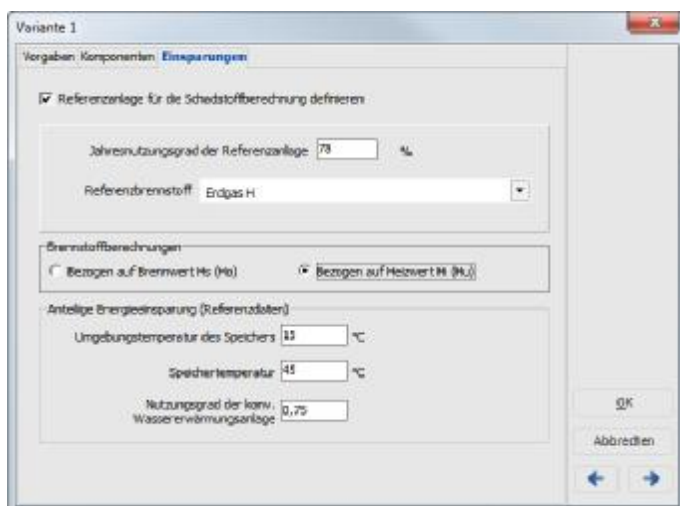 Variante 1
Vorgaben Komponenten Einsparungen
Referenzanlage für die Schadstoffberechnung definieren
Jahresnutzungsgrad der Referenzanlage 78 %
Referenzbrennstoff Erdgas H
Brennstoffberechnungen
Bezogen auf Brennwert Hs (Ho) Bezogen auf Heizwert Hi (Hu)
Anteilige Energieeinsparung (Referenzdaten)
Umgebungstemperatur des Speichers 15 °C
Speichertemperatur 45 °C
Nutzungsgrad der konv.
Wassererwärmungsanlage 0,75
OK
Abbrechen